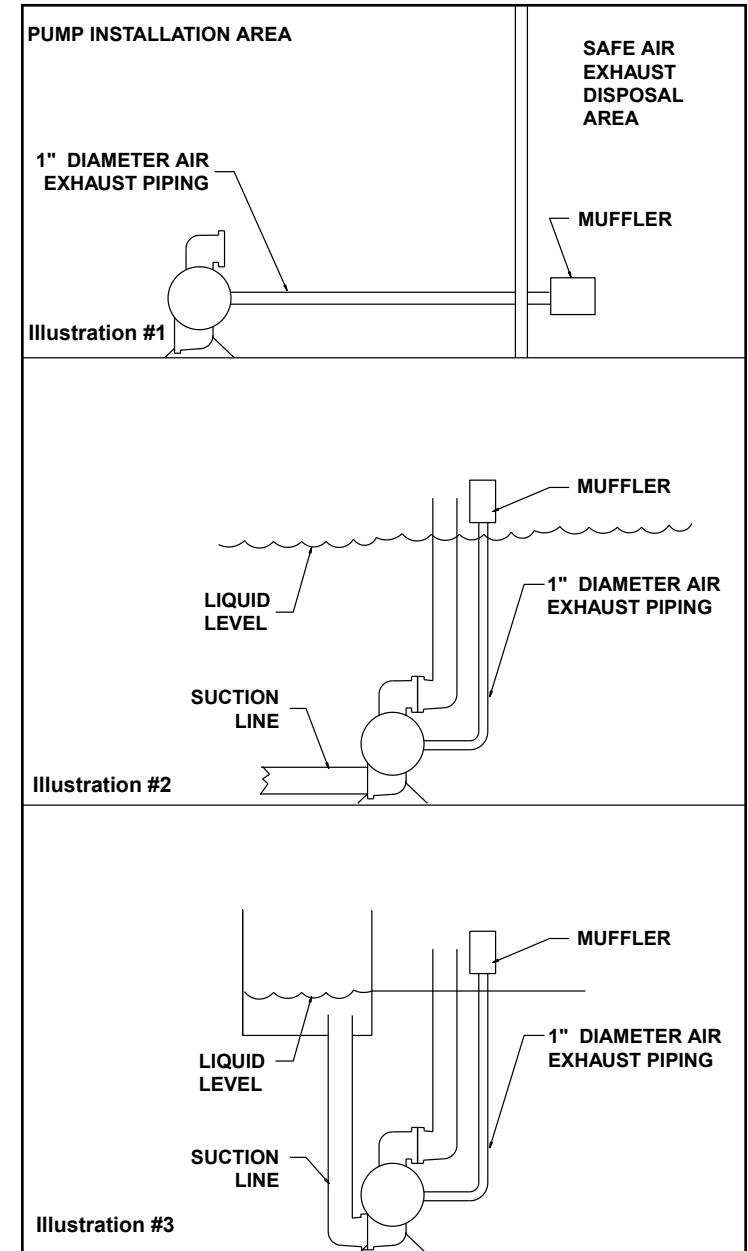 PUMP INSTALLATION AREA
SAFE AIR
EXHAUST
DISPOSAL
AREA
1" DIAMETER AIR
EXHAUST PIPING
MUFFLER
Illustration #1
MUFFLER
LIQUID
LEVEL
1" DIAMETER AIR
EXHAUST PIPING
SUCTION
LINE
Illustration #2
MUFFLER
LIQUID
LEVEL
1" DIAMETER AIR
EXHAUST PIPING
SUCTION
LINE
Illustration #3